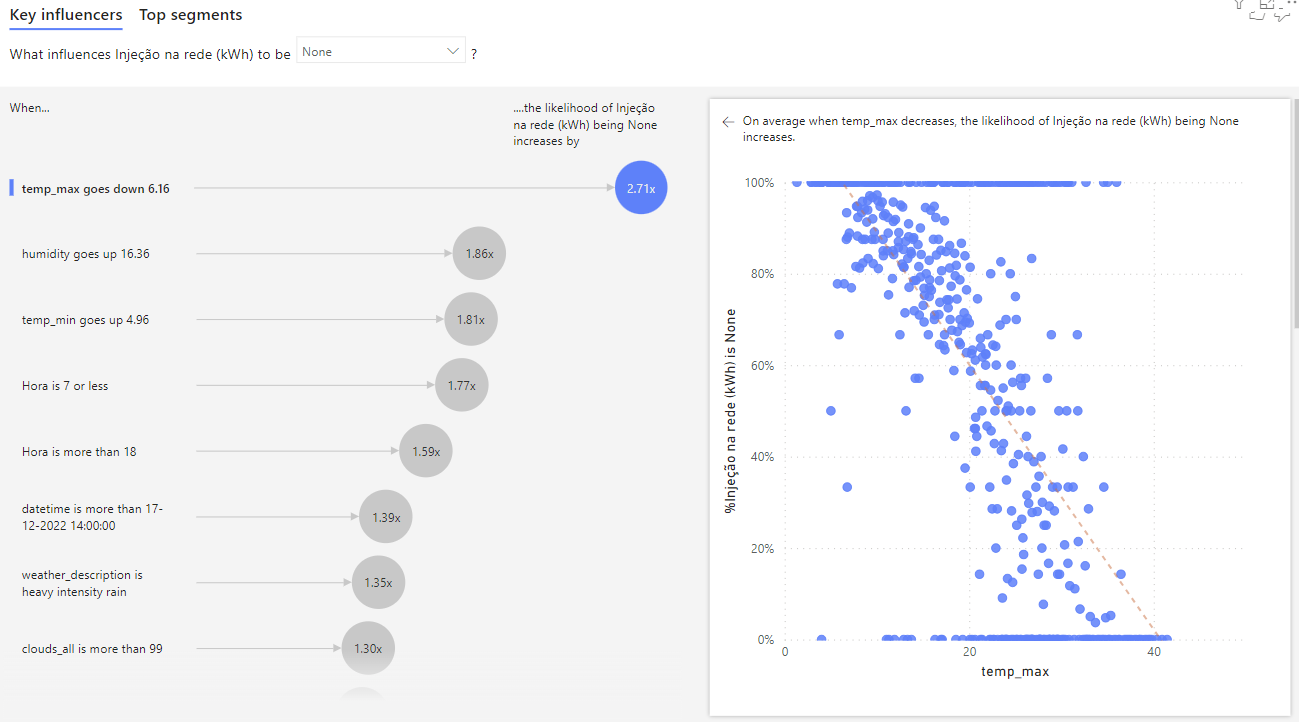 Key influencers Top segments
What influences Injeção na rede (kWh) to be None ?
When...
....the likelihood of Injeção
na rede (kWh) being None
increases by
temp_max goes down 6.16
2.71x
humidity goes up 16.36
1.86x
temp_min goes up 4.96
1.81x
Hora is 7 or less
1.77x
Hora is more than 18
1.59x
datetime is more than 17-
12-2022 14:00:00
1.39x
weather_description is
heavy intensity rain
1.35x
clouds_all is more than 99
1.30x
On average when temp_max decreases, the likelihood of Injeção na rede (kWh) being None
increases.
%Injeção na rede (kWh) is None
100%
80%
60%
40%
20%
0%
0 20 40
temp_max